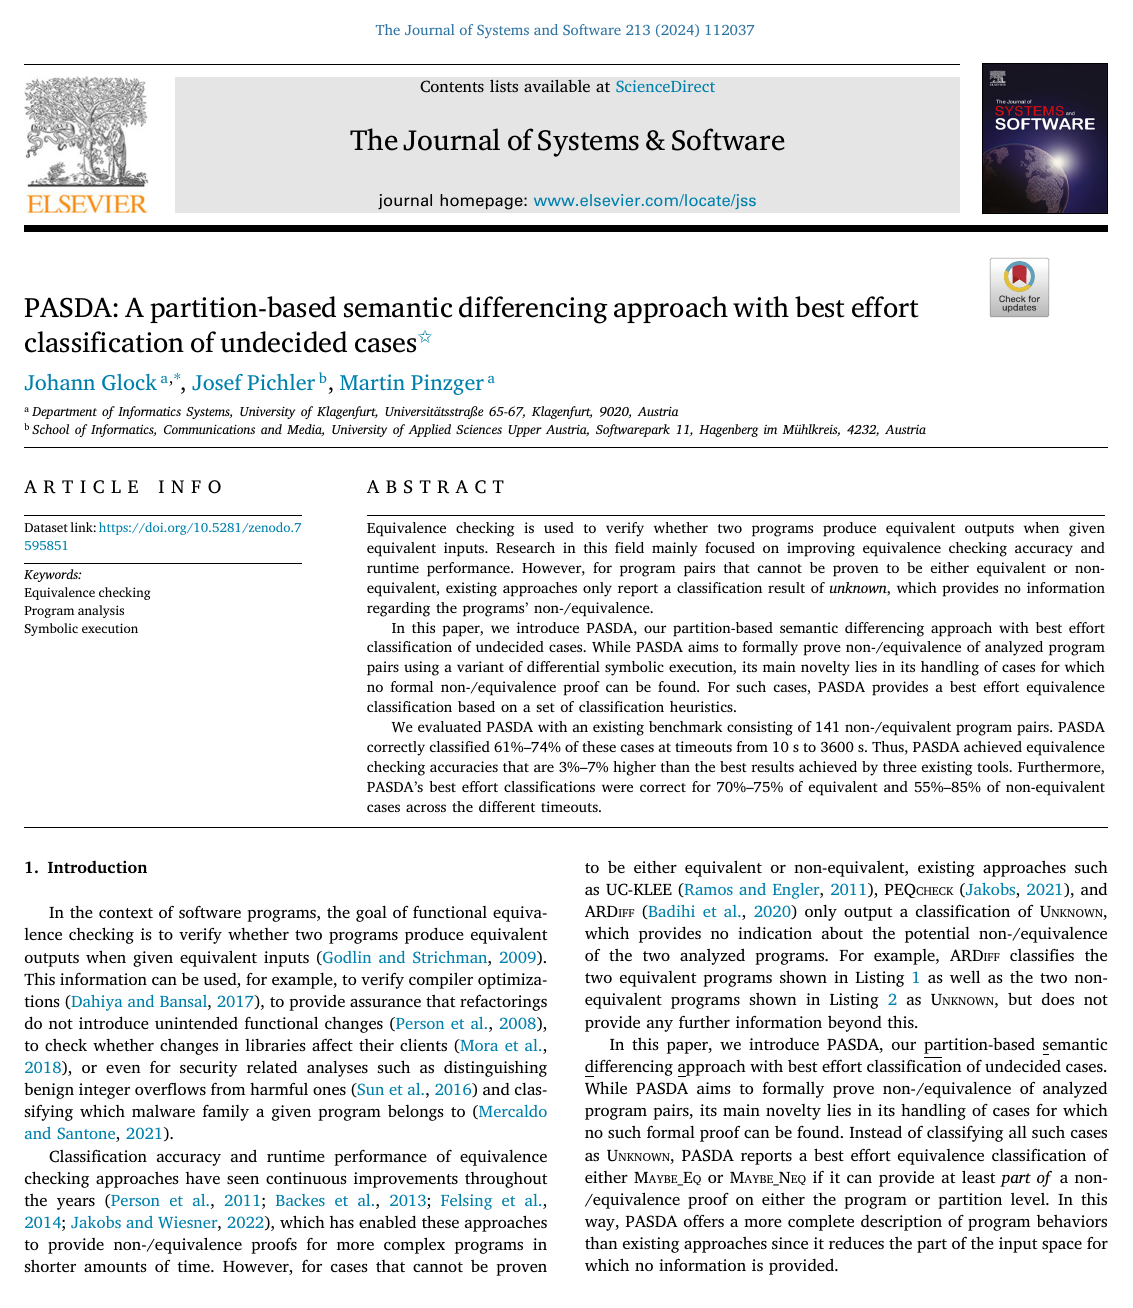 The Journal of Systems and Software 213 (2024) 112037
ELSEVIER
Contents lists available at ScienceDirect
The Journal of Systems & Software
journal homepage: www.elsevier.com/locate/jss
The Journal of
SYSTEMS and
SOFTWARE
Check for
updates
PASDA: A partition-based semantic differencing approach with best effort
classification of undecided cases☆
Johann Glock a,*, Josef Pichler b, Martin Pinzger a
a Department of Informatics Systems, University of Klagenfurt, Universitätsstraße 65-67, Klagenfurt, 9020, Austria
b School of Informatics, Communications and Media, University of Applied Sciences Upper Austria, Softwarepark 11, Hagenberg im Mühlkreis, 4232, Austria
ARTICLE INFO
Dataset link: https://doi.org/10.5281/zenodo.7
595851
Keywords:
Equivalence checking
Program analysis
Symbolic execution
ABSTRACT
Equivalence checking is used to verify whether two programs produce equivalent outputs when given
equivalent inputs. Research in this field mainly focused on improving equivalence checking accuracy and
runtime performance. However, for program pairs that cannot be proven to be either equivalent or non-
equivalent, existing approaches only report a classification result of unknown, which provides no information
regarding the programs' non-/equivalence.
In this paper, we introduce PASDA, our partition-based semantic differencing approach with best effort
classification of undecided cases. While PASDA aims to formally prove non-/equivalence of analyzed program
pairs using a variant of differential symbolic execution, its main novelty lies in its handling of cases for which
no formal non-/equivalence proof can be found. For such cases, PASDA provides a best effort equivalence
classification based on a set of classification heuristics.
We evaluated PASDA with an existing benchmark consisting of 141 non-/equivalent program pairs. PASDA
correctly classified 61%–74% of these cases at timeouts from 10 s to 3600 s. Thus, PASDA achieved equivalence
checking accuracies that are 3%–7% higher than the best results achieved by three existing tools. Furthermore,
PASDA's best effort classifications were correct for 70%–75% of equivalent and 55%–85% of non-equivalent
cases across the different timeouts.
1. Introduction
In the context of software programs, the goal of functional equiva-
lence checking is to verify whether two programs produce equivalent
outputs when given equivalent inputs (Godlin and Strichman, 2009).
This information can be used, for example, to verify compiler optimiza-
tions (Dahiya and Bansal, 2017), to provide assurance that refactorings
do not introduce unintended functional changes (Person et al., 2008),
to check whether changes in libraries affect their clients (Mora et al.,
2018), or even for security related analyses such as distinguishing
benign integer overflows from harmful ones (Sun et al., 2016) and clas-
sifying which malware family a given program belongs to (Mercaldo
and Santone, 2021).
Classification accuracy and runtime performance of equivalence
checking approaches have seen continuous improvements throughout
the years (Person et al., 2011; Backes et al., 2013; Felsing et al.,
2014; Jakobs and Wiesner, 2022), which has enabled these approaches
to provide non-/equivalence proofs for more complex programs in
shorter amounts of time. However, for cases that cannot be proven
to be either equivalent or non-equivalent, existing approaches such
as UC-KLEE (Ramos and Engler, 2011), PEQCHECK (Jakobs, 2021), and
ARDIFF (Badihi et al., 2020) only output a classification of UNKNOWN,
which provides no indication about the potential non-/equivalence
of the two analyzed programs. For example, ARDIFF classifies the
two equivalent programs shown in Listing 1 as well as the two non-
equivalent programs shown in Listing 2 as UNKNOWN, but does not
provide any further information beyond this.
In this paper, we introduce PASDA, our partition-based semantic
differencing approach with best effort classification of undecided cases.
While PASDA aims to formally prove non-/equivalence of analyzed
program pairs, its main novelty lies in its handling of cases for which
no such formal proof can be found. Instead of classifying all such cases
as UNKNOWN, PASDA reports a best effort equivalence classification of
either MAYBE_EQ or MAYBE_NEQ if it can provide at least part of a non-
/equivalence proof on either the program or partition level. In this
way, PASDA offers a more complete description of program behaviors
than existing approaches since it reduces the part of the input space for
which no information is provided.